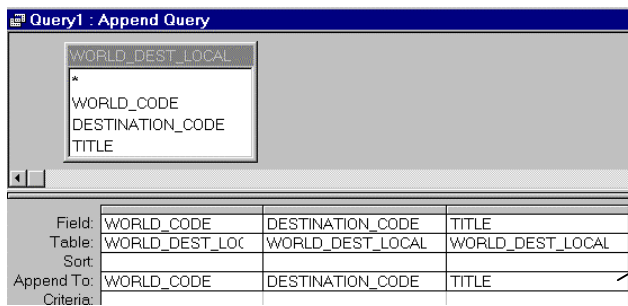 Query1 : Append Query
WORLD_DEST_LOCAL
*
WORLD_CODE
DESTINATION_CODE
TITLE
Field: WORLD_CODE DESTINATION_CODE TITLE
Table: WORLD_DEST_LOC WORLD_DEST_LOCAL WORLD_DEST_LOCAL
Sort:
Append To: WORLD_CODE DESTINATION_CODE TITLE
Criteria: